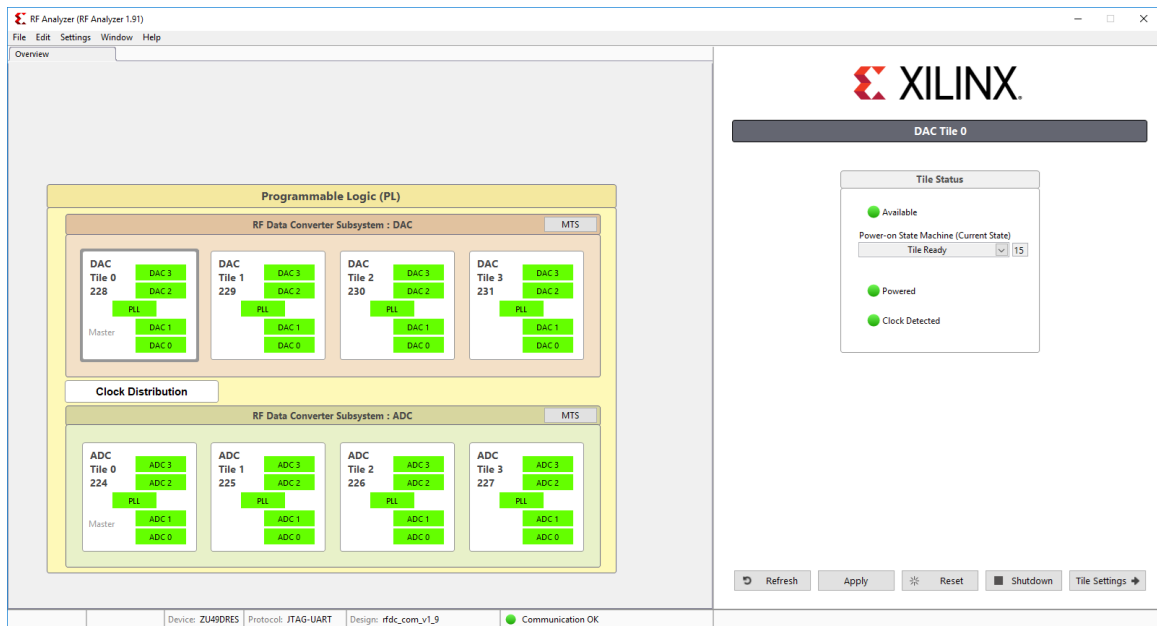 RF Analyzer (RF Analyzer 1.91)
File Edit Settings Window Help
Overview
XILINX.
DAC Tile 0
Tile Status
Available
Power-on State Machine (Current State)
Tile Ready 15
Powered
Clock Detected
Programmable Logic (PL)
RF Data Converter Subsystem : DAC MTS
DAC Tile 0 228
DAC 3
DAC 2
PLL
Master
DAC 1
DAC 0
DAC Tile 1 229
DAC 3
DAC 2
PLL
DAC 1
DAC 0
DAC Tile 2 230
DAC 3
DAC 2
PLL
DAC 1
DAC 0
DAC Tile 3 231
DAC 3
DAC 2
PLL
DAC 1
DAC 0
Clock Distribution
RF Data Converter Subsystem : ADC MTS
ADC Tile 0 224
ADC 3
ADC 2
PLL
Master
ADC 1
ADC 0
ADC Tile 1 225
ADC 3
ADC 2
PLL
ADC 1
ADC 0
ADC Tile 2 226
ADC 3
ADC 2
PLL
ADC 1
ADC 0
ADC Tile 3 227
ADC 3
ADC 2
PLL
ADC 1
ADC 0
Refresh Apply Reset Shutdown Tile Settings
Device: ZU49DRES Protocol: JTAG-UART Design: rfdc_com_v1_9 Communication OK